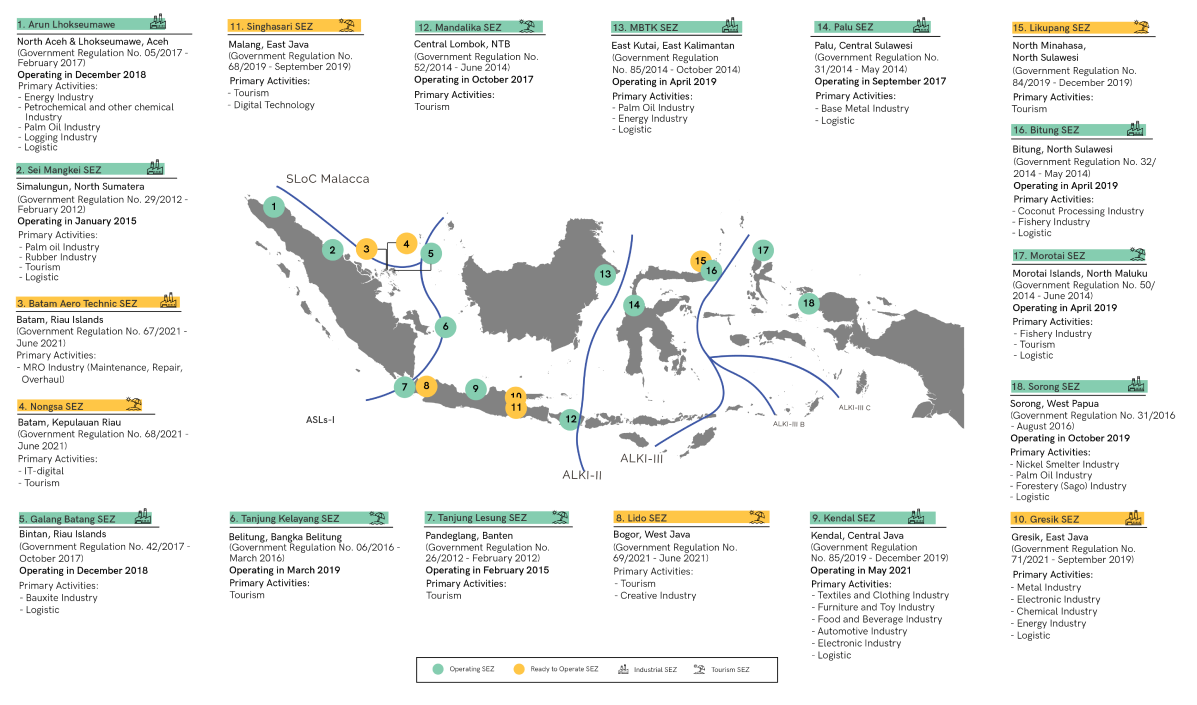 1. Arun Lhokseumawe
North Aceh & Lhokseumawe, Aceh
(Government Regulation No. 05/2017 -
February 2017)
Operating in December 2018
Primary Activities:
- Energy Industry
- Petrochemical and other chemical
Industry
- Palm Oil Industry
- Logging Industry
- Logistic
2. Sei Mangkei SEZ
Simalungun, North Sumatera
(Government Regulation No. 29/2012 -
February 2012)
Operating in January 2015
Primary Activities:
- Palm oil Industry
- Rubber Industry
- Tourism
- Logistic
3. Batam Aero Technic SEZ
Batam, Riau Islands
(Government Regulation No. 67/2021 -
June 2021)
Primary Activities:
- MRO Industry (Maintenance, Repair,
Overhaul)
4. Nongsa SEZ
Batam, Kepulauan Riau
(Government Regulation No. 68/2021 -
June 2021)
Primary Activities:
- IT-digital
- Tourism
5. Galang Batang SEZ
Bintan, Riau Islands
(Government Regulation No. 42/2017 -
October 2017)
Operating in December 2018
Primary Activities:
- Bauxite Industry
- Logistic
6. Tanjung Kelayang SEZ
Belitung, Bangka Belitung
(Government Regulation No. 06/2016 -
March 2016)
Operating in March 2019
Primary Activities:
Tourism
7. Tanjung Lesung SEZ
Pandeglang, Banten
(Government Regulation No.
26/2012 - February 2012)
Operating in February 2015
Primary Activities:
Tourism
8. Lido SEZ
Bogor, West Java
(Government Regulation No.
69/2021 - June 2021)
Primary Activities:
- Tourism
- Creative Industry
9. Kendal SEZ
Kendal, Central Java
(Government Regulation
No. 85/2019 - December 2019)
Operating in May 2021
Primary Activities:
- Textiles and Clothing Industry
- Furniture and Toy Industry
- Food and Beverage Industry
- Automotive Industry
- Electronic Industry
- Logistic
10. Gresik SEZ
Gresik, East Java
(Government Regulation No.
71/2021 - September 2019)
Primary Activities:
- Metal Industry
- Electronic Industry
- Chemical Industry
- Energy Industry
- Logistic
11. Singhasari SEZ
Malang, East Java
(Government Regulation No.
68/2019 - September 2019)
Primary Activities:
- Tourism
- Digital Technology
12. Mandalika SEZ
Central Lombok, NTB
(Government Regulation No.
52/2014 - June 2014)
Operating in October 2017
Primary Activities:
Tourism
13. MBTK SEZ
East Kutai, East Kalimantan
(Government Regulation
No. 85/2014 - October 2014)
Operating in April 2019
Primary Activities:
- Palm Oil Industry
- Energy Industry
- Logistic
14. Palu SEZ
Palu, Central Sulawesi
(Government Regulation No.
31/2014 - May 2014)
Operating in September 2017
Primary Activities:
- Base Metal Industry
- Logistic
15. Likupang SEZ
North Minahasa,
North Sulawesi
(Government Regulation No.
84/2019 - December 2019)
Primary Activities:
Tourism
16. Bitung SEZ
Bitung, North Sulawesi
(Government Regulation No. 32/
2014 - May 2014)
Operating in April 2019
Primary Activities:
- Coconut Processing Industry
- Fishery Industry
- Logistic
17. Morotai SEZ
Morotai Islands, North Maluku
(Government Regulation No. 50/
2014 - June 2014)
Operating in April 2019
Primary Activities:
- Fishery Industry
- Tourism
- Logistic
18. Sorong SEZ
Sorong, West Papua
(Government Regulation No. 31/2016
- August 2016)
Operating in October 2019
Primary Activities:
- Nickel Smelter Industry
- Palm Oil Industry
- Forestery (Sago) Industry
- Logistic
SLoC Malacca
1
2
3
4
5
6
7
8
9
10
11
12
13
14
15
16
17
18
ASLs-I
ALKI-II
ALKI-III
ALKI-III B
ALKI-III C
Operating SEZ
Ready to Operate SEZ
Industrial SEZ
Tourism SEZ